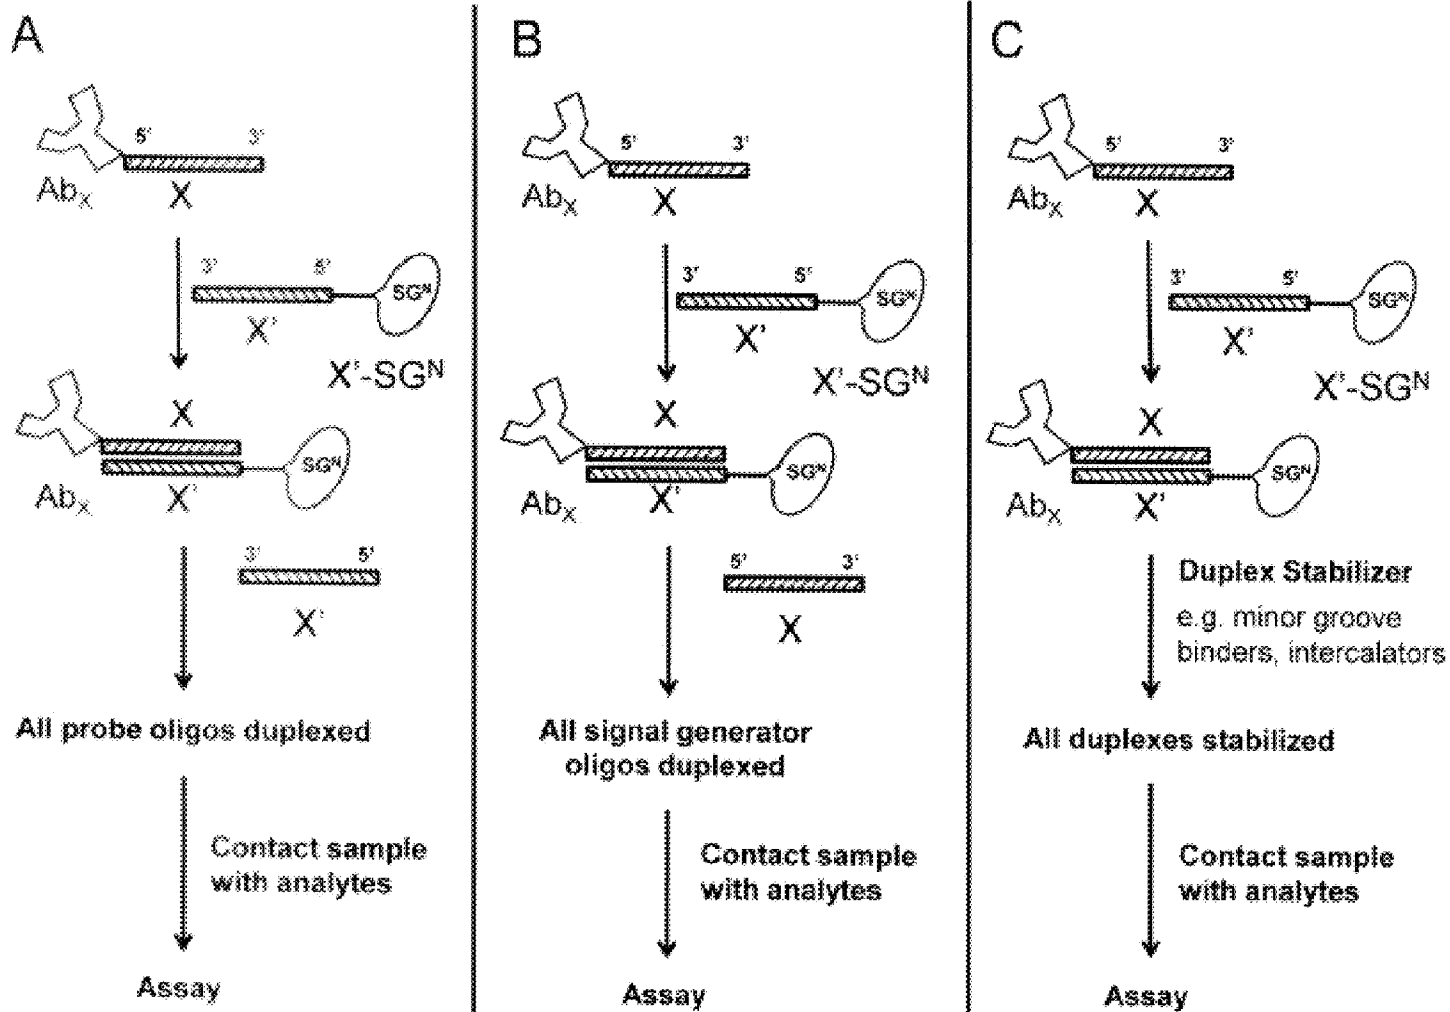 A
5' 3'
Abx
X
3' 5'
SGᴺ
X'
X'-SGᴺ
X
SGᴺ
Abx
X'
3' 5'
X'
All probe oligos duplexed
Contact sample
with analytes
Assay
B
5' 3'
Abx
X
3' 5'
SGᴺ
X'
X'-SGᴺ
X
SGᴺ
Abx
X'
5' 3'
X
All signal generator
oligos duplexed
Contact sample
with analytes
Assay
C
5' 3'
Abx
X
3' 5'
SGᴺ
X'
X'-SGᴺ
X
SGᴺ
Abx
X'
Duplex Stabilizer
e.g. minor groove
binders, intercalators
All duplexes stabilized
Contact sample
with analytes
Assay